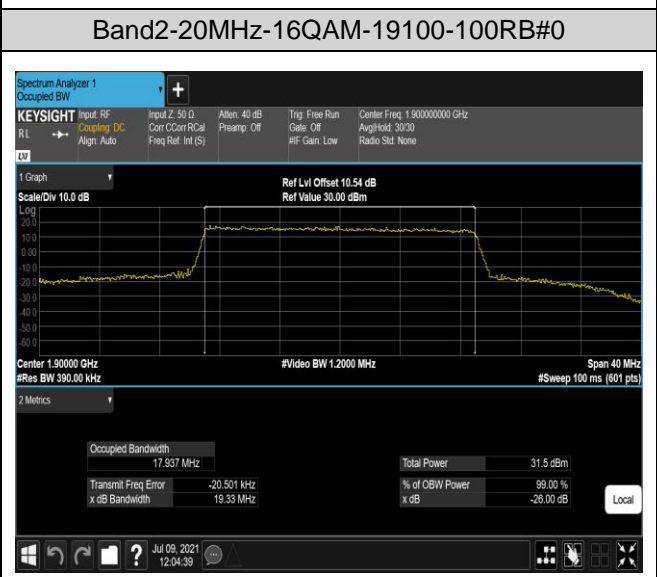 Band2-20MHz-16QAM-19100-100RB#0
Spectrum Analyzer 1
Occupied BW
+
KEYSIGHT
RL
Input: RF
Coupling: DC
Align: Auto
Input Z: 50 Ω
Corr CCorr RCal
Freq Ref: Int (S)
Atten: 40 dB
Preamp: Off
Trig: Free Run
Gate: Off
#IF Gain: Low
Center Freq: 1.900000000 GHz
Avg|Hold: 30/30
Radio Std: None
LXI
1 Graph
Scale/Div 10.0 dB
Ref Lvl Offset 10.54 dB
Ref Value 30.00 dBm
Log
20.0
10.0
0.00
-10.0
-20.0
-30.0
-40.0
-50.0
-60.0
Center 1.90000 GHz
#Res BW 390.00 kHz
#Video BW 1.2000 MHz
Span 40 MHz
#Sweep 100 ms (601 pts)
2 Metrics
Occupied Bandwidth
17.937 MHz
Transmit Freq Error -20.501 kHz
x dB Bandwidth 19.33 MHz
Total Power 31.5 dBm
% of OBW Power 99.00 %
x dB -26.00 dB
Local
?
Jul 09, 2021
12:04:39